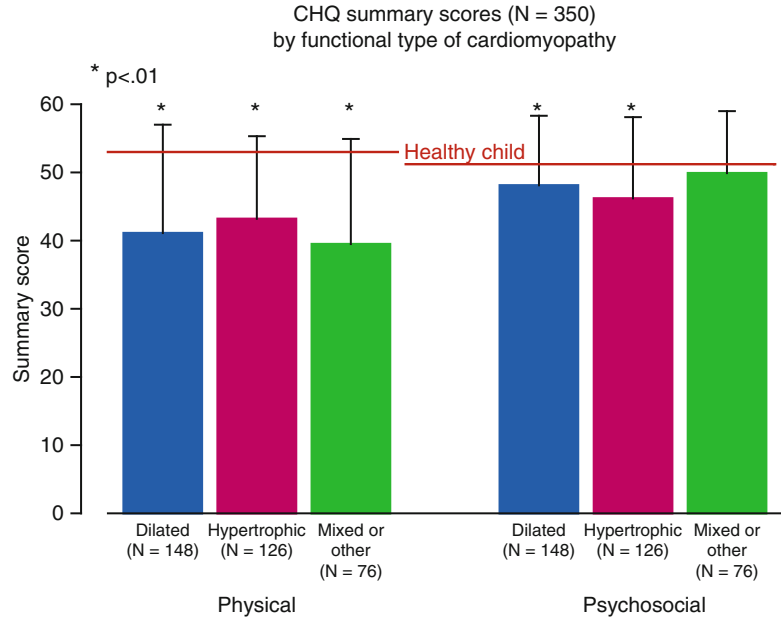 CHQ summary scores (N = 350)
by functional type of cardiomyopathy
* p<.01
60
50
40
30
20
10
0
Summary score
* * * * *
Healthy child
Dilated
(N = 148)
Hypertrophic
(N = 126)
Mixed or
other
(N = 76)
Dilated
(N = 148)
Hypertrophic
(N = 126)
Mixed or
other
(N = 76)
Physical
Psychosocial